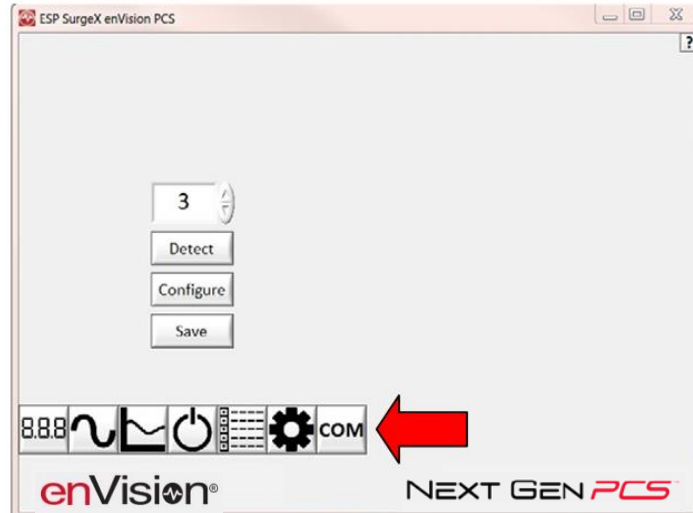 ESP SurgeX enVision PCS
?
3
Detect
Configure
Save
8.8.8 COM
enVision®
NEXT GEN PCS